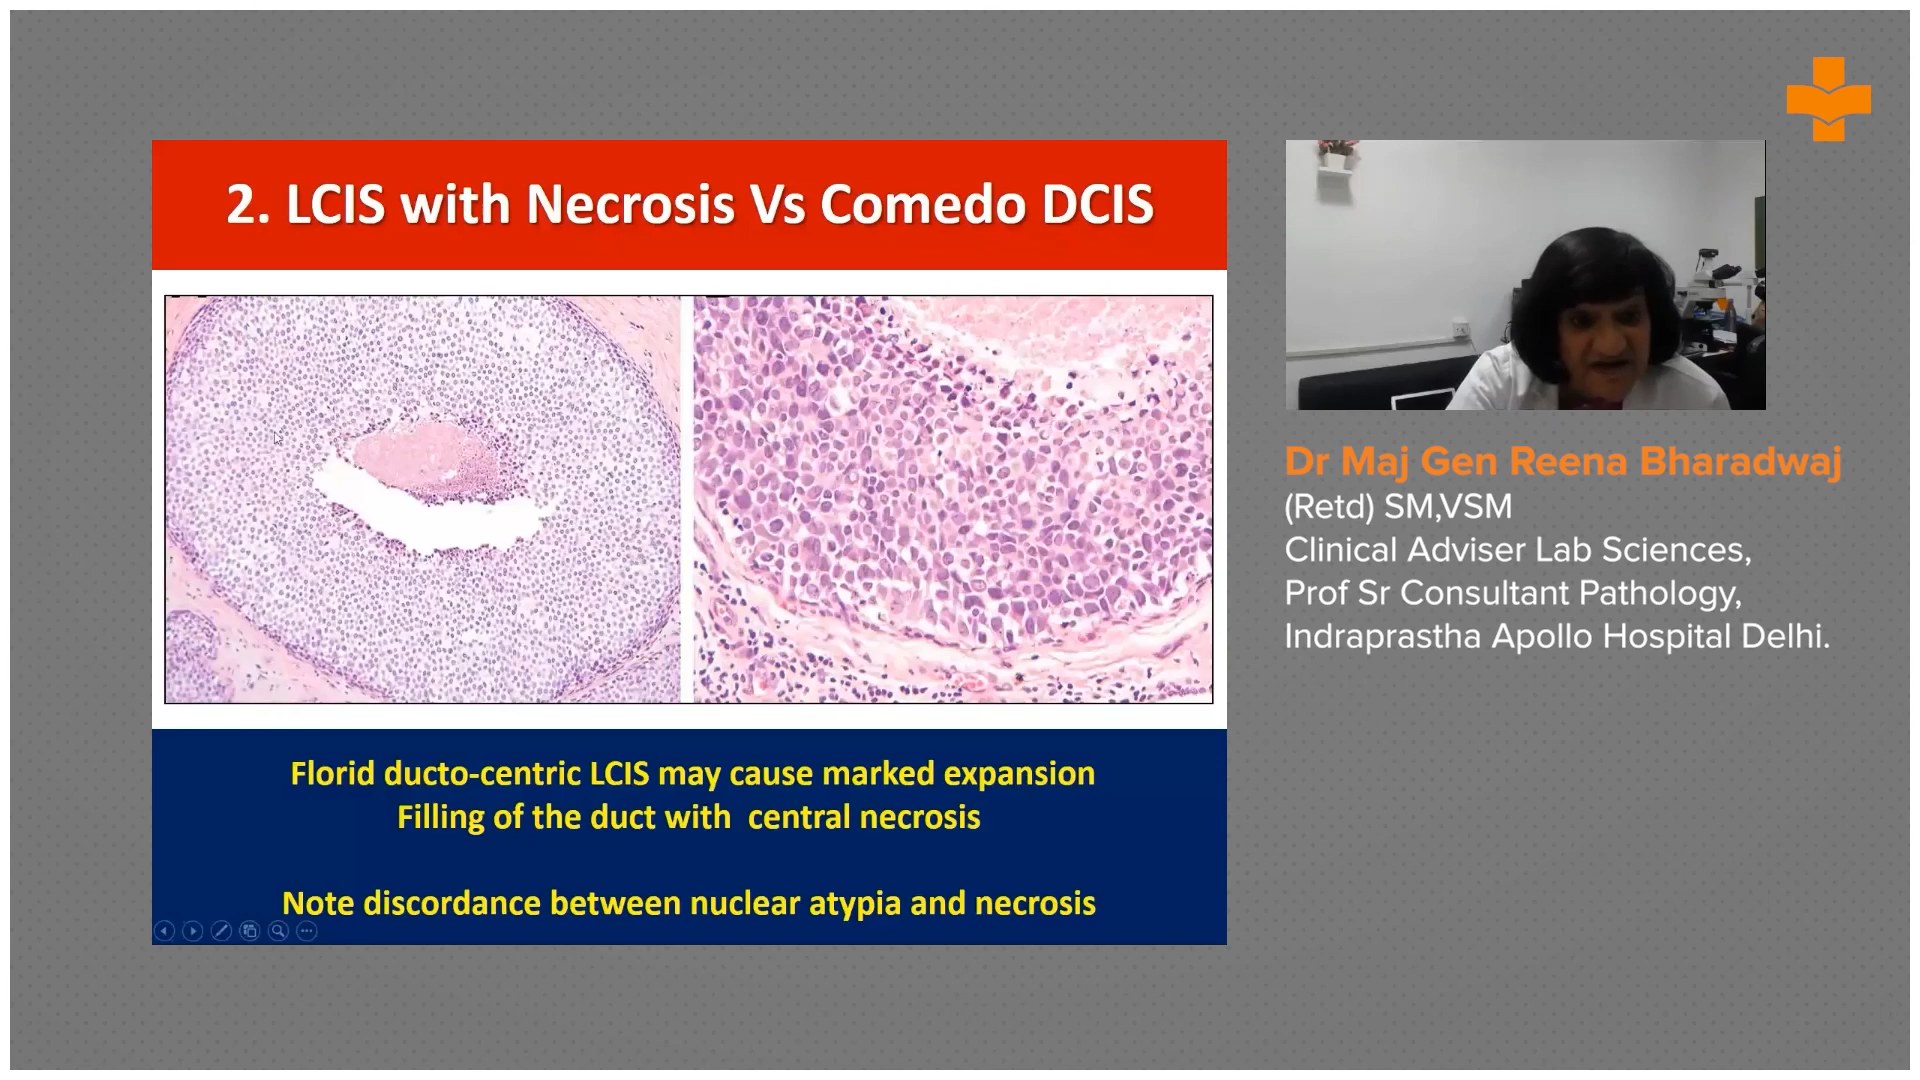 2. LCIS with Necrosis Vs Comedo DCIS
Florid ducto-centric LCIS may cause marked expansion
Filling of the duct with central necrosis
Note discordance between nuclear atypia and necrosis
Dr Maj Gen Reena Bharadwaj
(Retd) SM,VSM
Clinical Adviser Lab Sciences,
Prof Sr Consultant Pathology,
Indraprastha Apollo Hospital Delhi.